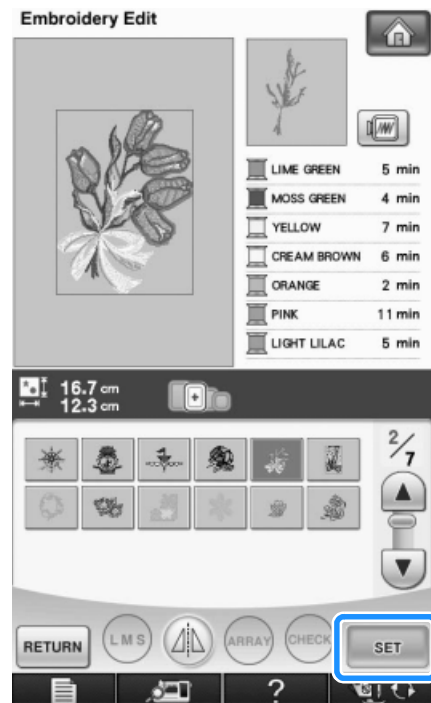 Embroidery Edit
LIME GREEN 5 min
MOSS GREEN 4 min
YELLOW 7 min
CREAM BROWN 6 min
ORANGE 2 min
PINK 11 min
LIGHT LILAC 5 min
16.7 cm
12.3 cm
2/7
RETURN
L M S
ARRAY
CHECK
SET
?